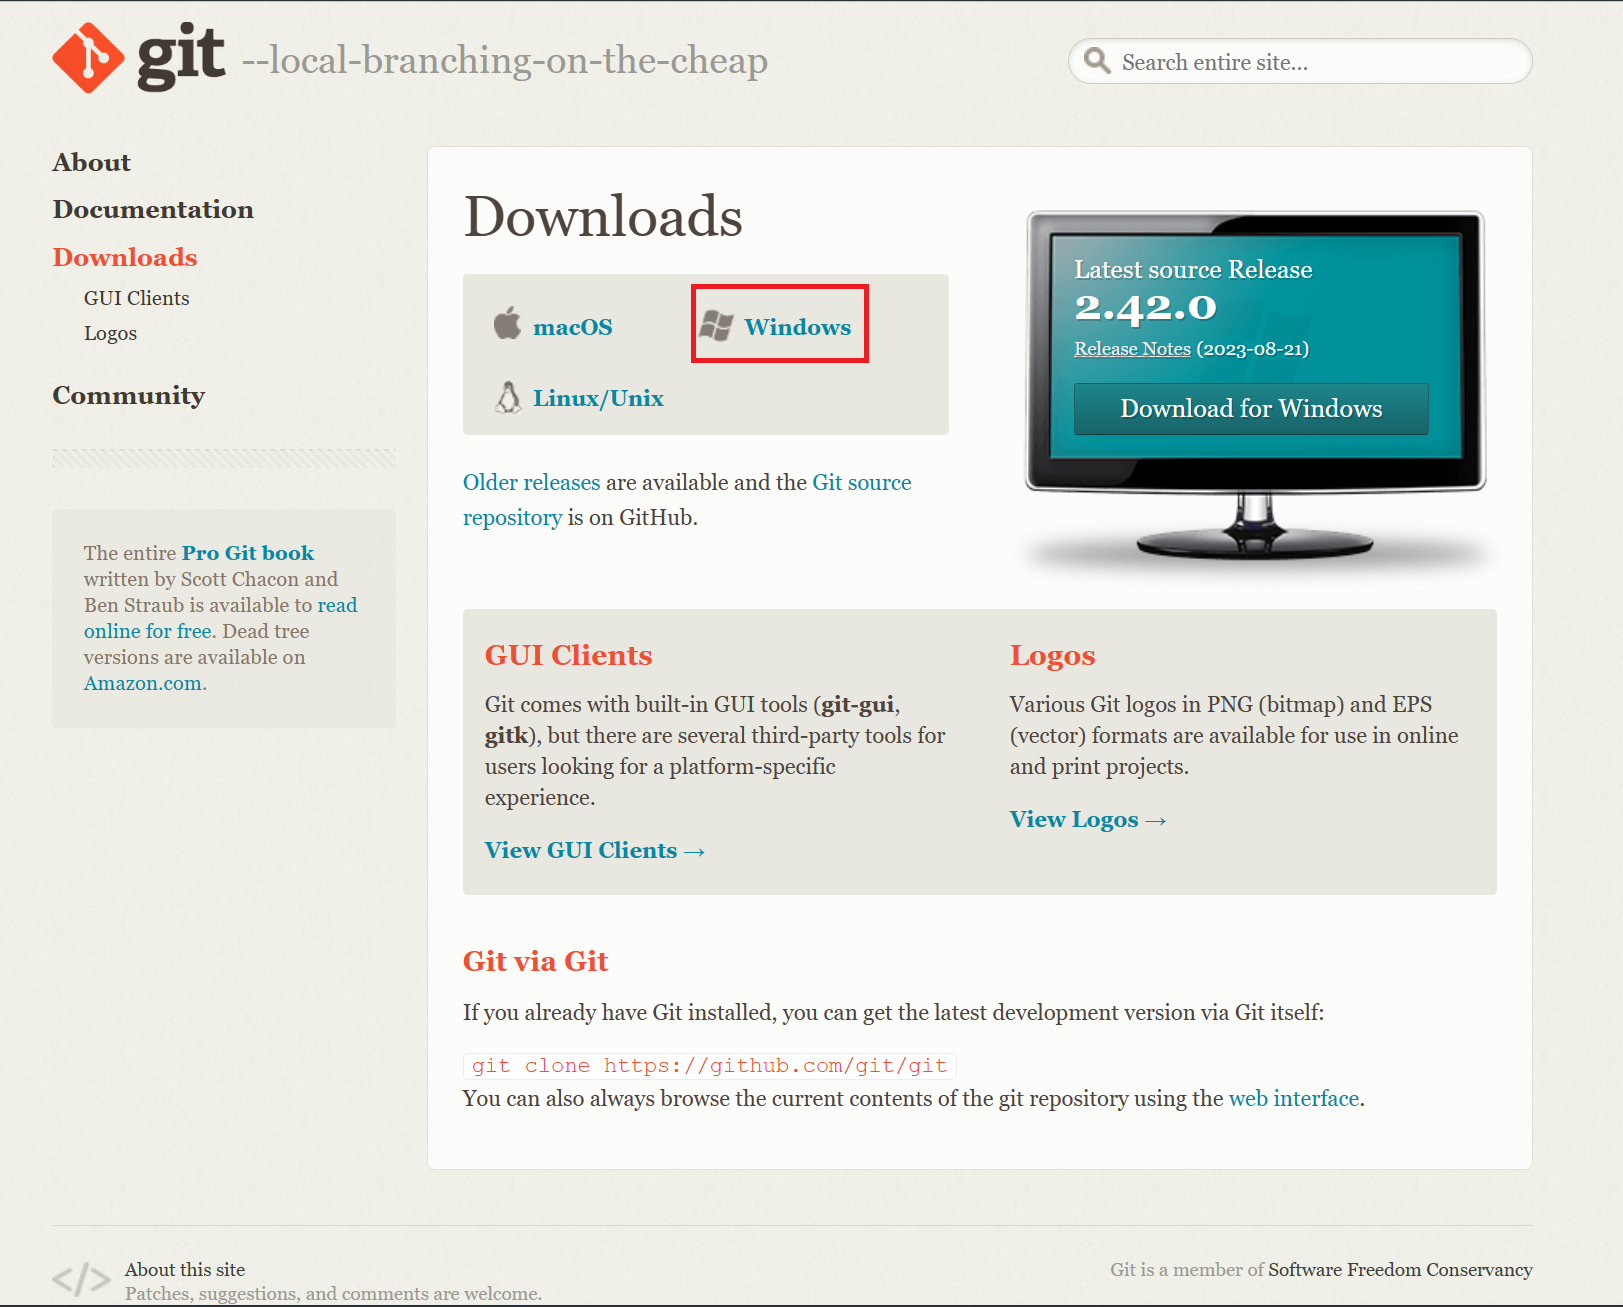 git --local-branching-on-the-cheap
Search entire site...
About
Documentation
Downloads
GUI Clients
Logos
Community
The entire Pro Git book
written by Scott Chacon and
Ben Straub is available to read
online for free. Dead tree
versions are available on
Amazon.com.
Downloads
macOS
Windows
Linux/Unix
Older releases are available and the Git source
repository is on GitHub.
Latest source Release
2.42.0
Release Notes (2023-08-21)
Download for Windows
GUI Clients
Git comes with built-in GUI tools (git-gui,
gitk), but there are several third-party tools for
users looking for a platform-specific
experience.
View GUI Clients →
Logos
Various Git logos in PNG (bitmap) and EPS
(vector) formats are available for use in online
and print projects.
View Logos →
Git via Git
If you already have Git installed, you can get the latest development version via Git itself:
git clone https://github.com/git/git
You can also always browse the current contents of the git repository using the web interface.
</> About this site
Patches, suggestions, and comments are welcome.
Git is a member of Software Freedom Conservancy